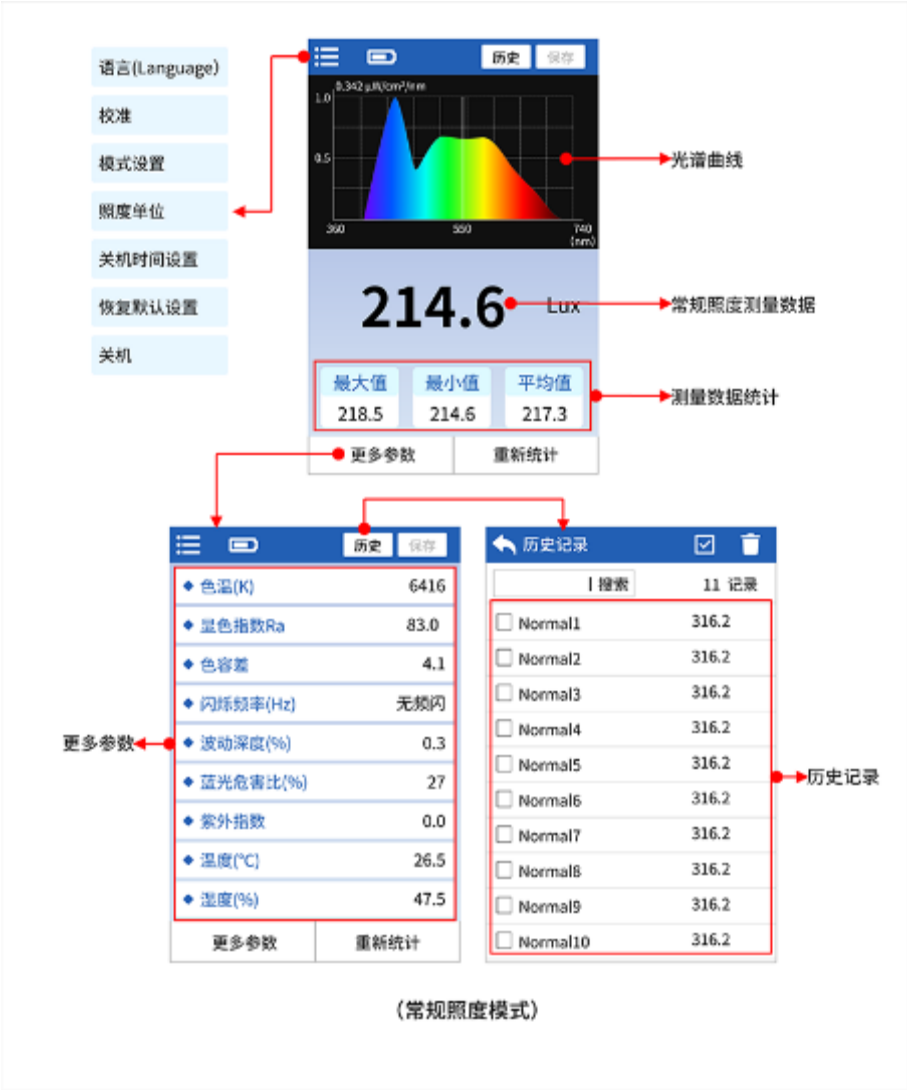 语言(Language)
校准
模式设置
照度单位
关机时间设置
恢复默认设置
关机
历史 保存
0.342 μW/cm²/nm
1.0
0.5
360 550 740
(nm)
光谱曲线
214.6 Lux
常规照度测量数据
最大值 最小值 平均值
218.5 214.6 217.3
测量数据统计
更多参数 重新统计
历史 保存
色温(K) 6416
显色指数Ra 83.0
色容差 4.1
闪烁频率(Hz) 无频闪
波动深度(%) 0.3
蓝光危害比(%) 27
紫外指数 0.0
温度(℃) 26.5
湿度(%) 47.5
更多参数 重新统计
更多参数
历史记录
搜索 11 记录
Normal1 316.2
Normal2 316.2
Normal3 316.2
Normal4 316.2
Normal5 316.2
Normal6 316.2
Normal7 316.2
Normal8 316.2
Normal9 316.2
Normal10 316.2
历史记录
(常规照度模式)